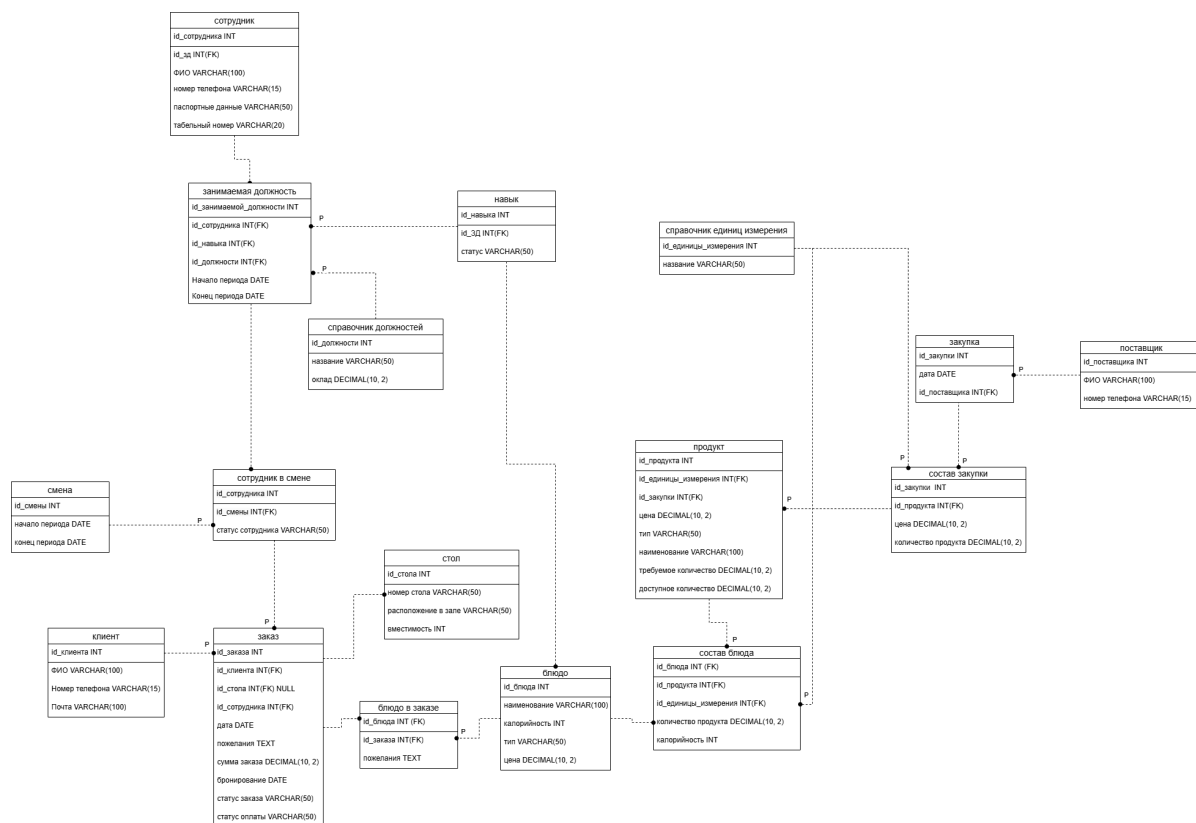 сотрудник
id_сотрудника INT
id_зд INT(FK)
ФИО VARCHAR(100)
номер телефона VARCHAR(15)
паспортные данные VARCHAR(50)
табельный номер VARCHAR(20)
занимаемая должность
id_занимаемой_должности INT
id_сотрудника INT(FK)
id_навыка INT(FK)
id_должности INT(FK)
Начало периода DATE
Конец периода DATE
P
P
навык
id_навыка INT
id_ЗД INT(FK)
статус VARCHAR(50)
справочник должностей
id_должности INT
название VARCHAR(50)
оклад DECIMAL(10, 2)
справочник единиц измерения
id_единицы_измерения INT
название VARCHAR(50)
закупка
id_закупки INT
дата DATE
id_поставщика INT(FK)
P
поставщик
id_поставщика INT
ФИО VARCHAR(100)
номер телефона VARCHAR(15)
продукт
id_продукта INT
id_единицы_измерения INT(FK)
id_закупки INT(FK)
цена DECIMAL(10, 2)
тип VARCHAR(50)
наименование VARCHAR(100)
требуемое количество DECIMAL(10, 2)
доступное количество DECIMAL(10, 2)
P
P
P
состав закупки
id_закупки INT
id_продукта INT(FK)
цена DECIMAL(10, 2)
количество продукта DECIMAL(10, 2)
смена
id_смены INT
начало периода DATE
конец периода DATE
P
сотрудник в смене
id_сотрудника INT
id_смены INT(FK)
статус сотрудника VARCHAR(50)
стол
id_стола INT
номер стола VARCHAR(50)
расположение в зале VARCHAR(50)
вместимость INT
клиент
id_клиента INT
ФИО VARCHAR(100)
Номер телефона VARCHAR(15)
Почта VARCHAR(100)
P
P
заказ
id_заказа INT
id_клиента INT(FK)
id_стола INT(FK) NULL
id_сотрудника INT(FK)
дата DATE
пожелания TEXT
сумма заказа DECIMAL(10, 2)
бронирование DATE
статус заказа VARCHAR(50)
статус оплаты VARCHAR(50)
блюдо в заказе
id_блюда INT (FK)
id_заказа INT(FK)
пожелания TEXT
P
блюдо
id_блюда INT
наименование VARCHAR(100)
калорийность INT
тип VARCHAR(50)
цена DECIMAL(10, 2)
P
состав блюда
id_блюда INT (FK)
id_продукта INT(FK)
id_единицы_измерения INT(FK)
количество продукта DECIMAL(10, 2)
калорийность INT
P